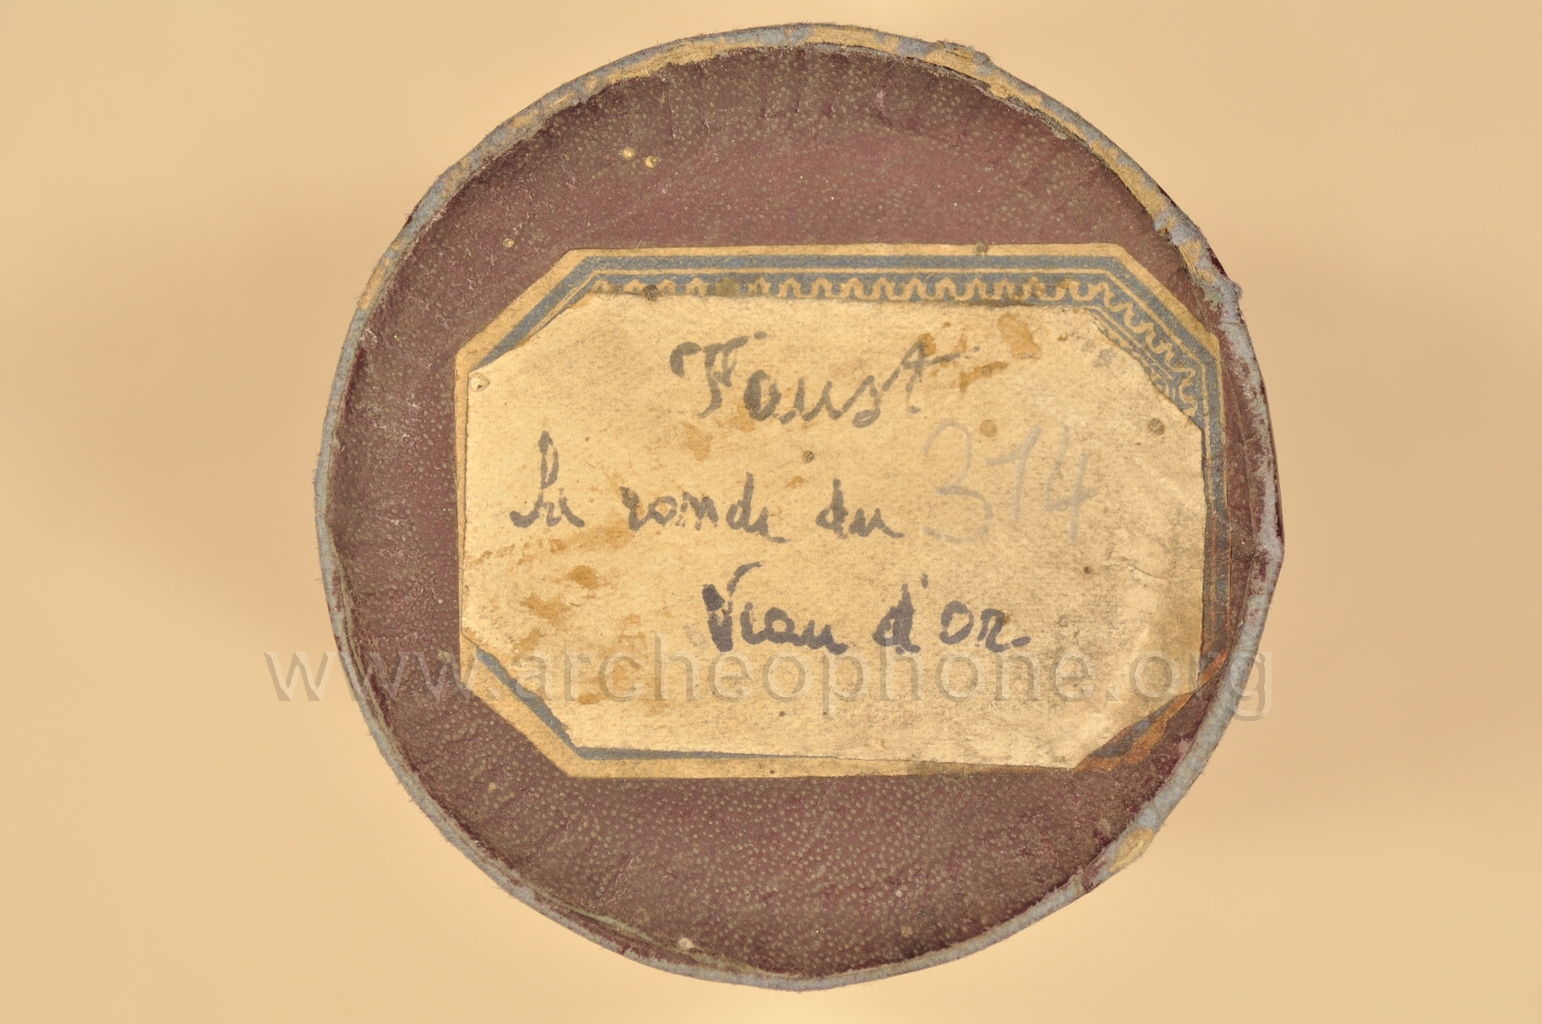 Faust
La ronde du 314
Veau d'or.
www.archeophone.org